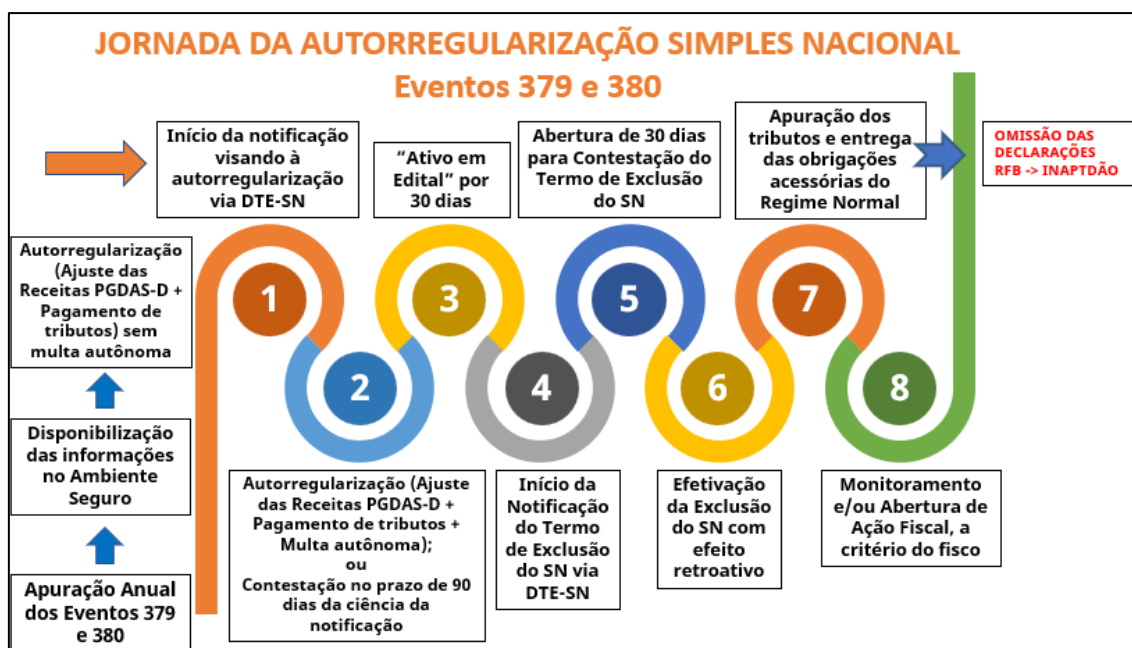 JORNADA DA AUTORREGULARIZAÇÃO SIMPLES NACIONAL
Eventos 379 e 380
Início da notificação
visando à
autorregularização
via DTE-SN
“Ativo em
Edital” por
30 dias
Abertura de 30 dias
para Contestação do
Termo de Exclusão
do SN
Apuração dos
tributos e entrega
das obrigações
acessórias do
Regime Normal
OMISSÃO DAS
DECLARAÇÕES
RFB -> INAPTDÃO
Autorregularização
(Ajuste das
Receitas PGDAS-D +
Pagamento de
tributos) sem
multa autônoma
Disponibilização
das informações
no Ambiente
Seguro
Apuração Anual
dos Eventos 379
e 380
1
2
3
4
5
6
7
8
Autorregularização (Ajuste
das Receitas PGDAS-D +
Pagamento de tributos +
Multa autônoma);
ou
Contestação no prazo de 90
dias da ciência da
notificação
Início da
Notificação
do Termo
de Exclusão
do SN via
DTE-SN
Efetivação
da Exclusão
do SN com
efeito
retroativo
Monitoramento
e/ou Abertura de
Ação Fiscal, a
critério do fisco